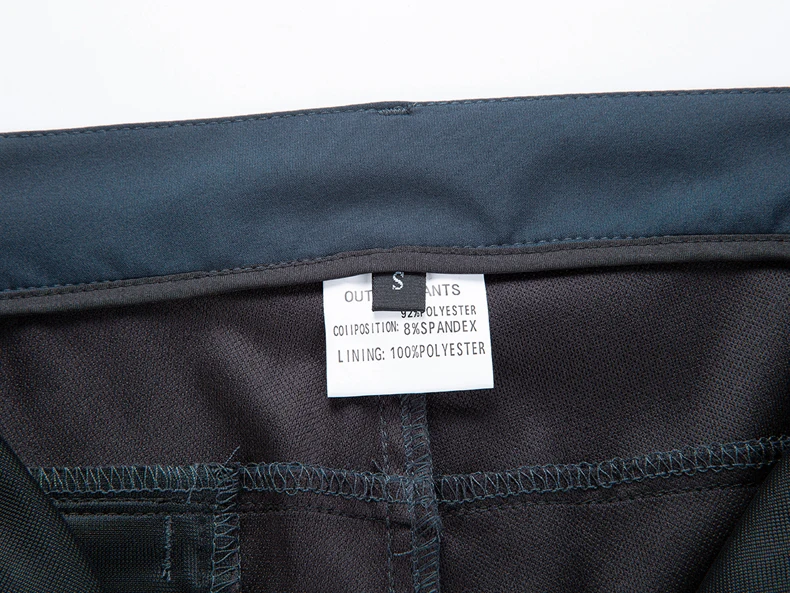 S
OUT ANTS
92%POLYESTER
COIIPOSITION: 8%SPANDEX
LINING: 100%POLYESTER